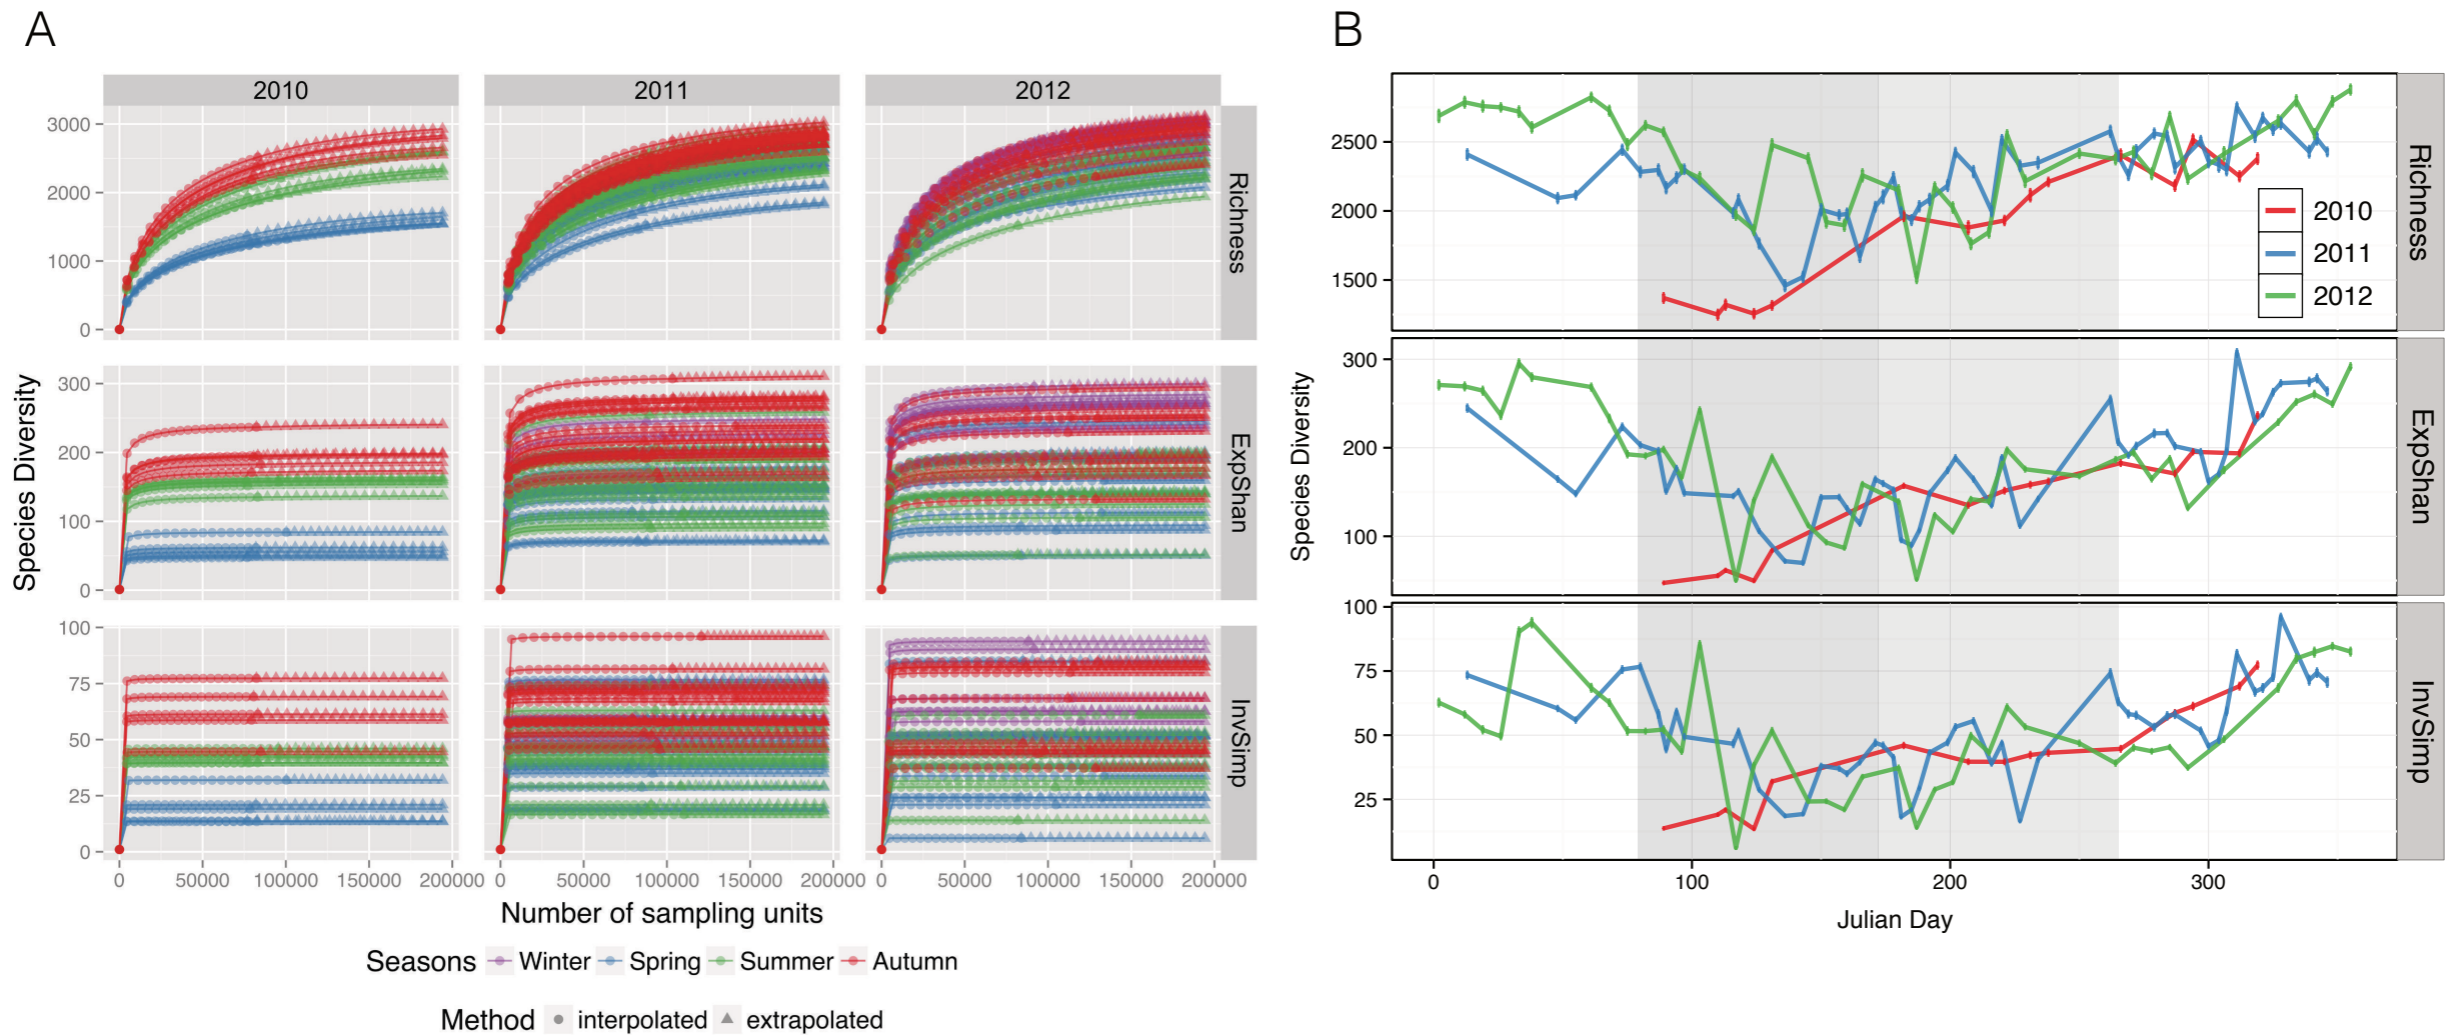 A
2010
2011
2012
3000
2000
1000
0
Richness
Species Diversity
300
200
100
0
ExpShan
100
75
50
25
0
InvSimp
0 50000 100000 150000 200000
0 50000 100000 150000 200000
0 50000 100000 150000 200000
Number of sampling units
Seasons Winter Spring Summer Autumn
Method interpolated extrapolated
B
2500
2000
1500
2010
2011
2012
Richness
Species Diversity
300
200
100
ExpShan
100
75
50
25
InvSimp
0 100 200 300
Julian Day